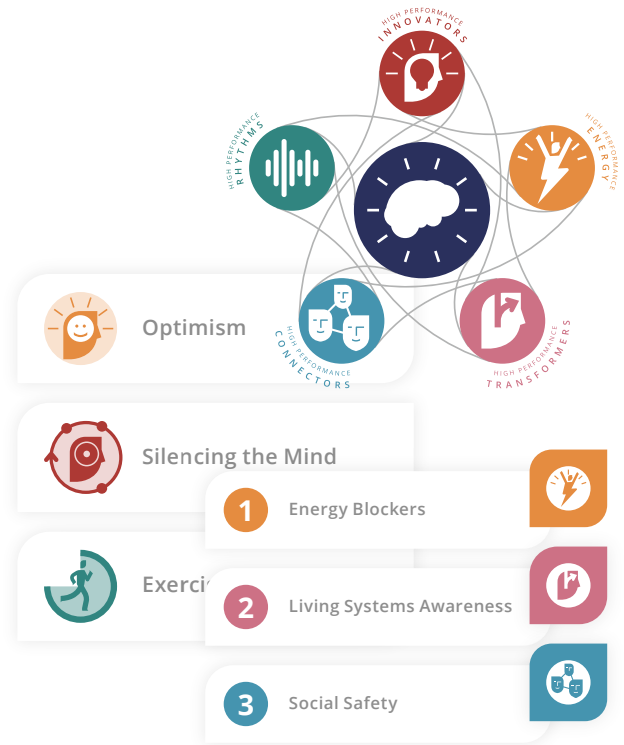 HIGH PERFORMANCE
INNOVATORS
HIGH PERFORMANCE
RHYTHMS
HIGH PERFORMANCE
ENERGY
HIGH PERFORMANCE
CONNECTORS
HIGH PERFORMANCE
TRANSFORMERS
Optimism
Silencing the Mind
1
Energy Blockers
2
Living Systems Awareness
3
Social Safety